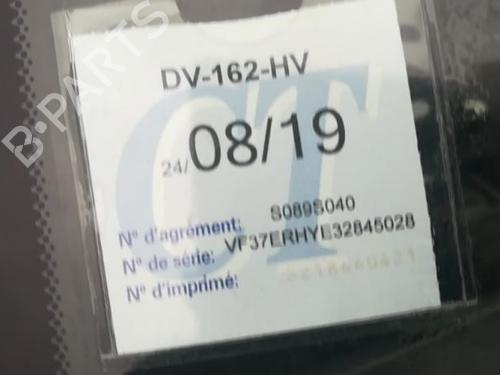 B-PARTS
DV-162-HV
CT
24/08/19
N° d'agrément: S089S040
N° de série: VF37ERHYE32845028
N° d'imprimé: